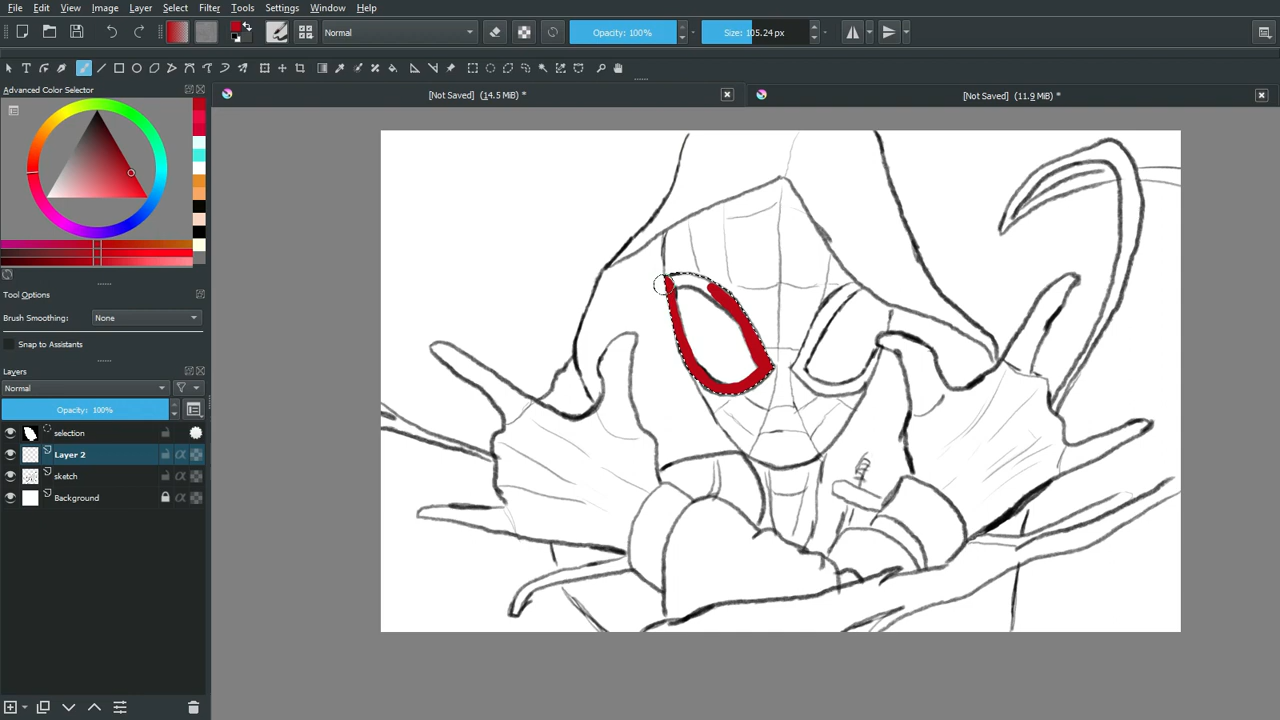 File Edit View Image Layer Select Filter Tools Settings Window Help
Normal Opacity: 100% Size: 105.24 px
Advanced Color Selector
[Not Saved] (14.5 MiB) * [Not Saved] (11.9 MiB) *
Tool Options
Brush Smoothing: None
Snap to Assistants
Layers
Normal
Opacity: 100%
selection
Layer 2
sketch
Background